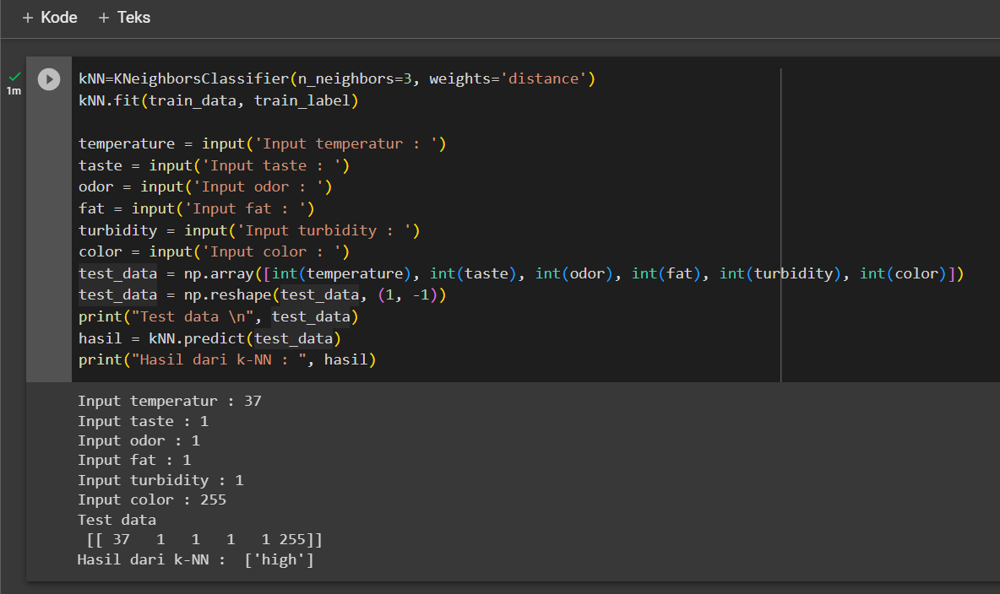 + Kode + Teks
1m
kNN=KNeighborsClassifier(n_neighbors=3, weights='distance')
kNN.fit(train_data, train_label)
temperature = input('Input temperatur : ')
taste = input('Input taste : ')
odor = input('Input odor : ')
fat = input('Input fat : ')
turbidity = input('Input turbidity : ')
color = input('Input color : ')
test_data = np.array([int(temperature), int(taste), int(odor), int(fat), int(turbidity), int(color)])
test_data = np.reshape(test_data, (1, -1))
print("Test data \n", test_data)
hasil = kNN.predict(test_data)
print("Hasil dari k-NN : ", hasil)
Input temperatur : 37
Input taste : 1
Input odor : 1
Input fat : 1
Input turbidity : 1
Input color : 255
Test data
[[ 37   1   1   1   1 255]]
Hasil dari k-NN :  ['high']